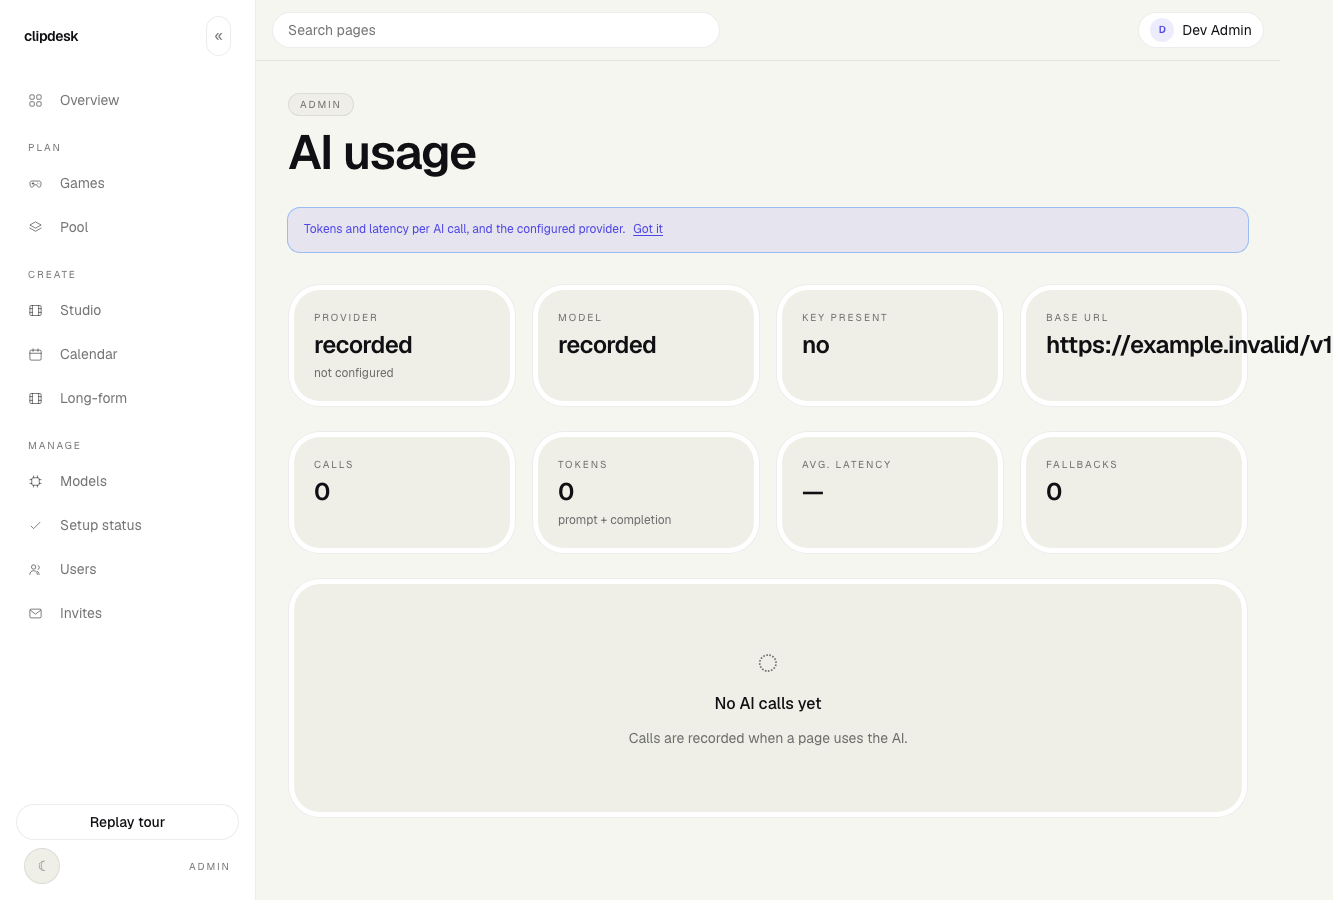 clipdesk
«
Overview
PLAN
Games
Pool
CREATE
Studio
Calendar
Long-form
MANAGE
Models
Setup status
Users
Invites
Replay tour
ADMIN
Search pages
D Dev Admin
ADMIN
AI usage
Tokens and latency per AI call, and the configured provider. Got it
PROVIDER
recorded
not configured
MODEL
recorded
KEY PRESENT
no
BASE URL
https://example.invalid/v1
CALLS
0
TOKENS
0
prompt + completion
AVG. LATENCY
—
FALLBACKS
0
No AI calls yet
Calls are recorded when a page uses the AI.